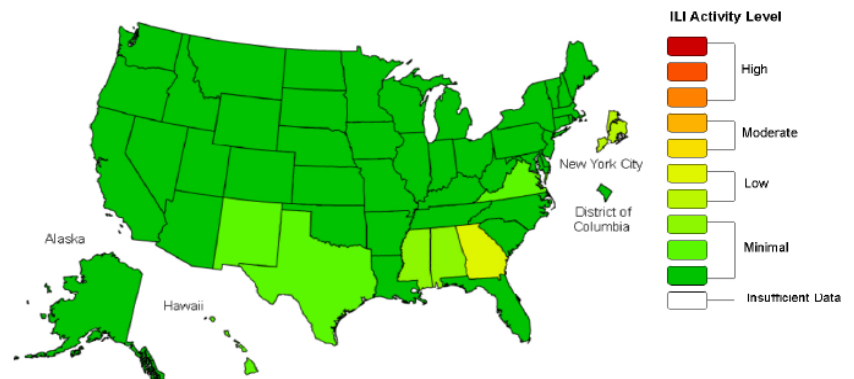 ILI Activity Level
High
Moderate
New York City
Low
District of
Columbia
Alaska
Minimal
Hawaii
Insufficient Data